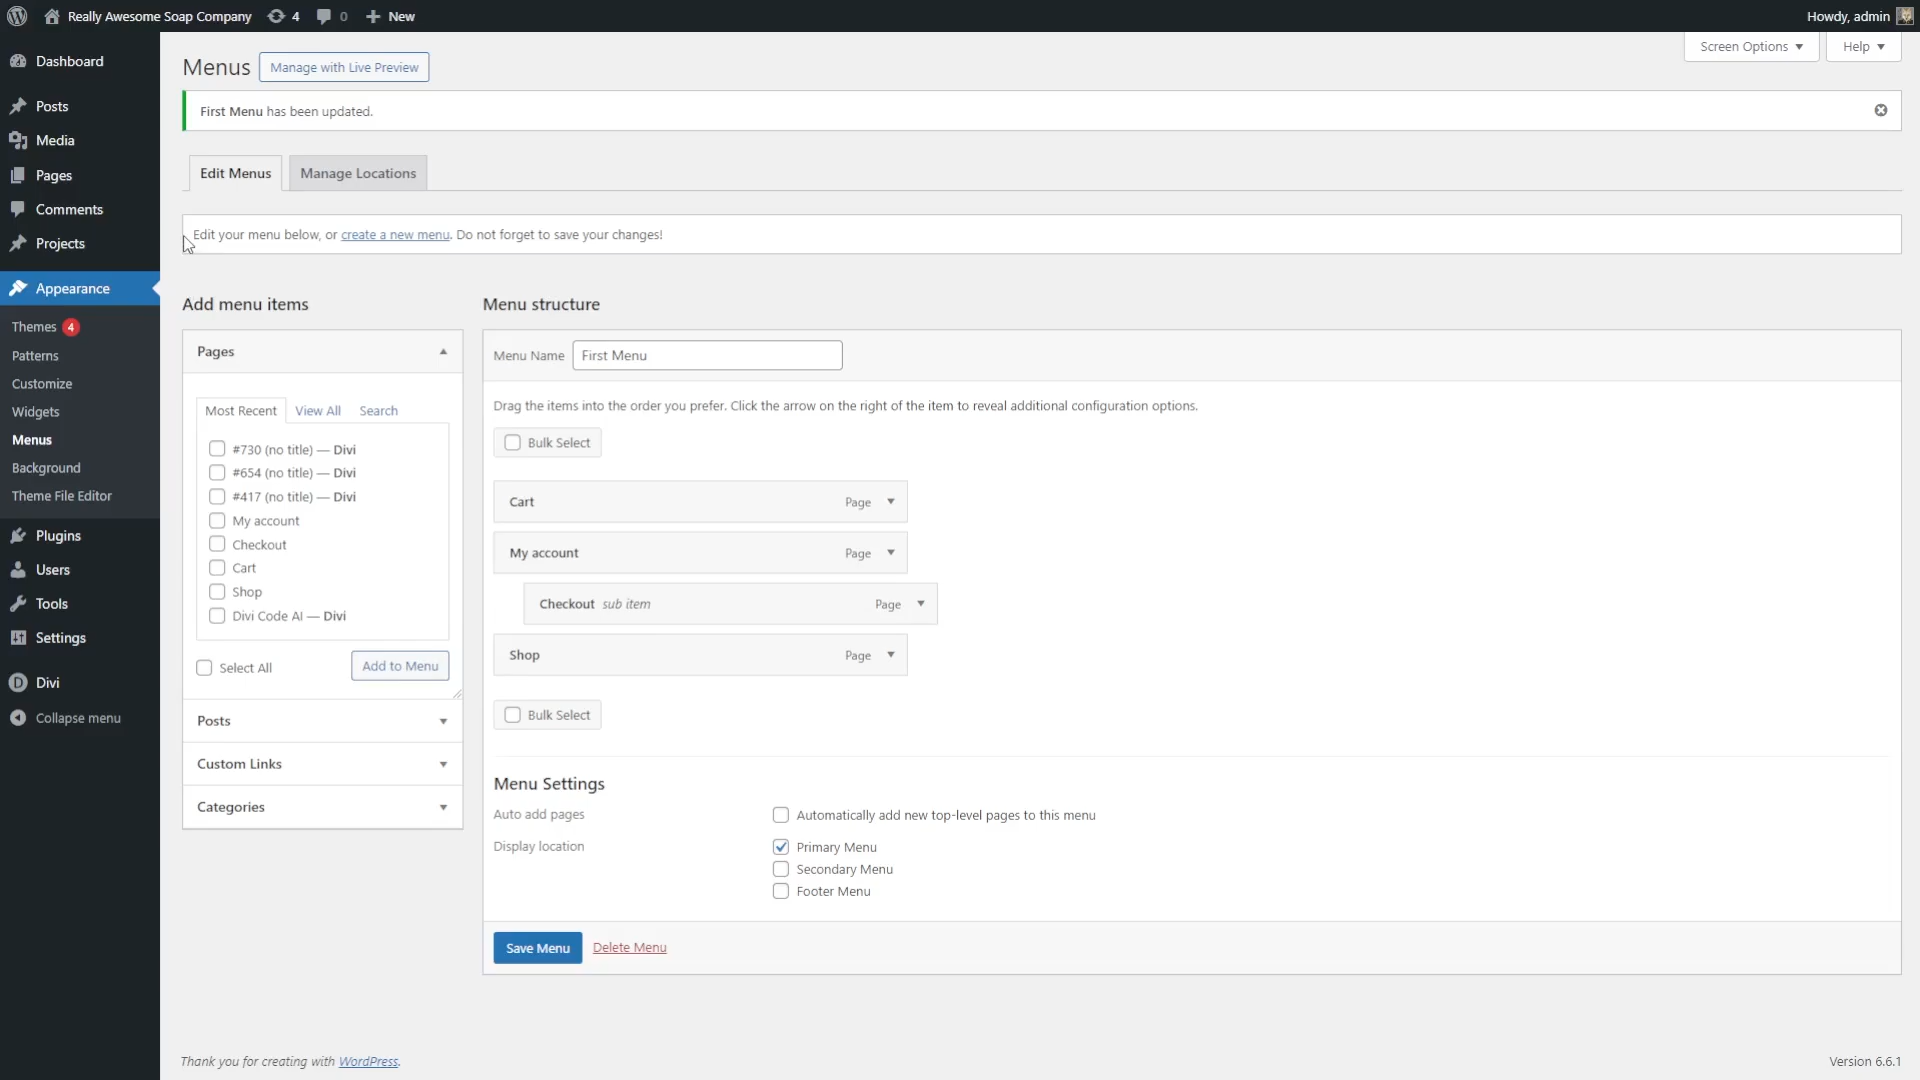 Really Awesome Soap Company 4 0 New Howdy, admin
Screen Options Help
Dashboard
Posts
Media
Pages
Comments
Projects
Appearance
Themes 4
Patterns
Customize
Widgets
Menus
Background
Theme File Editor
Plugins
Users
Tools
Settings
Divi
Collapse menu
Menus Manage with Live Preview
First Menu has been updated.
Edit Menus Manage Locations
Edit your menu below, or create a new menu. Do not forget to save your changes!
Add menu items
Pages
Most Recent View All Search
#730 (no title) — Divi
#654 (no title) — Divi
#417 (no title) — Divi
My account
Checkout
Cart
Shop
Divi Code AI — Divi
Select All Add to Menu
Posts
Custom Links
Categories
Menu structure
Menu Name First Menu
Drag the items into the order you prefer. Click the arrow on the right of the item to reveal additional configuration options.
Bulk Select
Cart Page
My account Page
Checkout sub item Page
Shop Page
Bulk Select
Menu Settings
Auto add pages Automatically add new top-level pages to this menu
Display location Primary Menu
Secondary Menu
Footer Menu
Save Menu Delete Menu
Thank you for creating with WordPress. Version 6.6.1